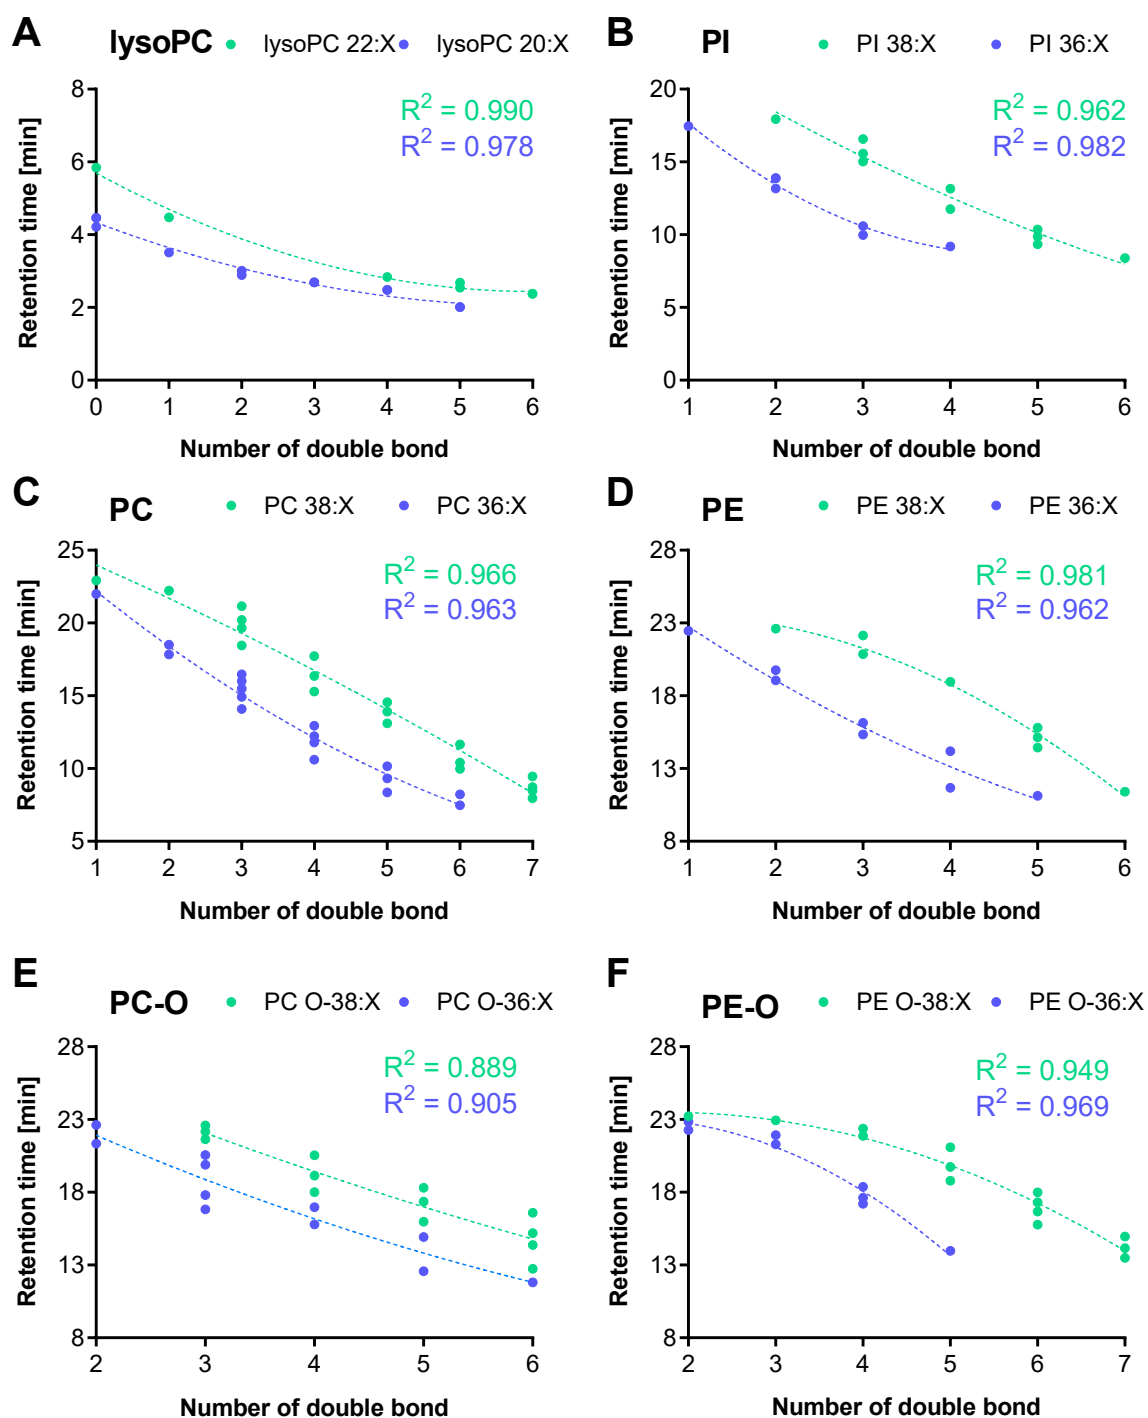 A lysoPC lysoPC 22:X lysoPC 20:X
R² = 0.990
R² = 0.978
Retention time [min]
8
6
4
2
0
0 1 2 3 4 5 6
Number of double bond
B PI PI 38:X PI 36:X
R² = 0.962
R² = 0.982
Retention time [min]
20
15
10
5
0
1 2 3 4 5 6
Number of double bond
C PC PC 38:X PC 36:X
R² = 0.966
R² = 0.963
Retention time [min]
25
20
15
10
5
1 2 3 4 5 6 7
Number of double bond
D PE PE 38:X PE 36:X
R² = 0.981
R² = 0.962
Retention time [min]
28
23
18
13
8
1 2 3 4 5 6
Number of double bond
E PC-O PC O-38:X PC O-36:X
R² = 0.889
R² = 0.905
Retention time [min]
28
23
18
13
8
2 3 4 5 6
Number of double bond
F PE-O PE O-38:X PE O-36:X
R² = 0.949
R² = 0.969
Retention time [min]
28
23
18
13
8
2 3 4 5 6 7
Number of double bond